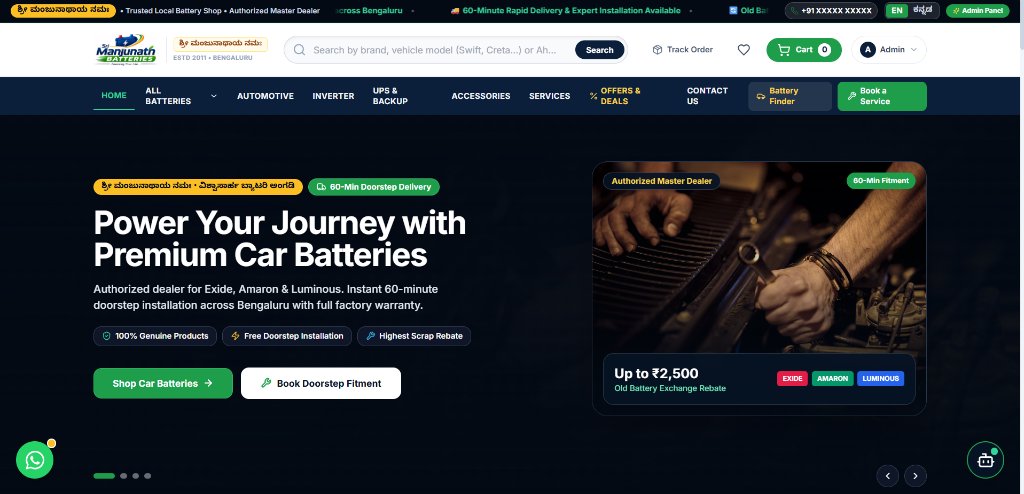 ಶ್ರೀ ಮಂಜುನಾಥಾಯ ನಮಃ • Trusted Local Battery Shop • Authorized Master Dealer
across Bengaluru • 🚚 60-Minute Rapid Delivery & Expert Installation Available •
+91 XXXXX XXXXX
EN ಕನ್ನಡ
Admin Panel
Sri
Manjunath
BATTERIES
ಶ್ರೀ ಮಂಜುನಾಥಾಯ ನಮಃ
ESTD 2011 • BENGALURU
Search by brand, vehicle model (Swift, Creta...) or Ah...
Search
Track Order
Cart 0
A Admin
HOME
ALL BATTERIES
AUTOMOTIVE
INVERTER
UPS & BACKUP
ACCESSORIES
SERVICES
OFFERS & DEALS
CONTACT US
Battery Finder
Book a Service
ಶ್ರೀ ಮಂಜುನಾಥಾಯ ನಮಃ • ವಿಶ್ವಾಸಾರ್ಹ ಬ್ಯಾಟರಿ ಅಂಗಡಿ
60-Min Doorstep Delivery
Power Your Journey with
Premium Car Batteries
Authorized dealer for Exide, Amaron & Luminous. Instant 60-minute
doorstep installation across Bengaluru with full factory warranty.
100% Genuine Products
Free Doorstep Installation
Highest Scrap Rebate
Shop Car Batteries →
Book Doorstep Fitment
Authorized Master Dealer
60-Min Fitment
Up to ₹2,500
Old Battery Exchange Rebate
EXIDE
AMARON
LUMINOUS